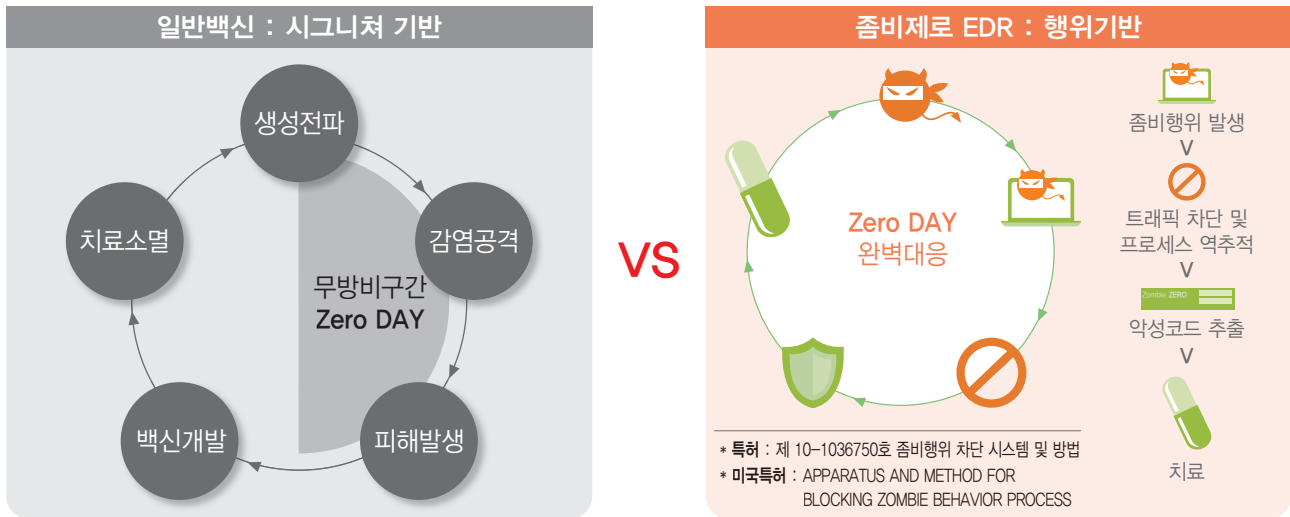 일반백신 : 시그니쳐 기반
생성전파
감염공격
피해발생
백신개발
치료소멸
무방비구간
Zero DAY
VS
좀비제로 EDR : 행위기반
Zero DAY
완벽대응
좀비행위 발생
V
트래픽 차단 및
프로세스 역추적
V
Zombie ZERO
악성코드 추출
V
치료
* 특허 : 제 10-1036750호 좀비행위 차단 시스템 및 방법
* 미국특허 : APPARATUS AND METHOD FOR
BLOCKING ZOMBIE BEHAVIOR PROCESS